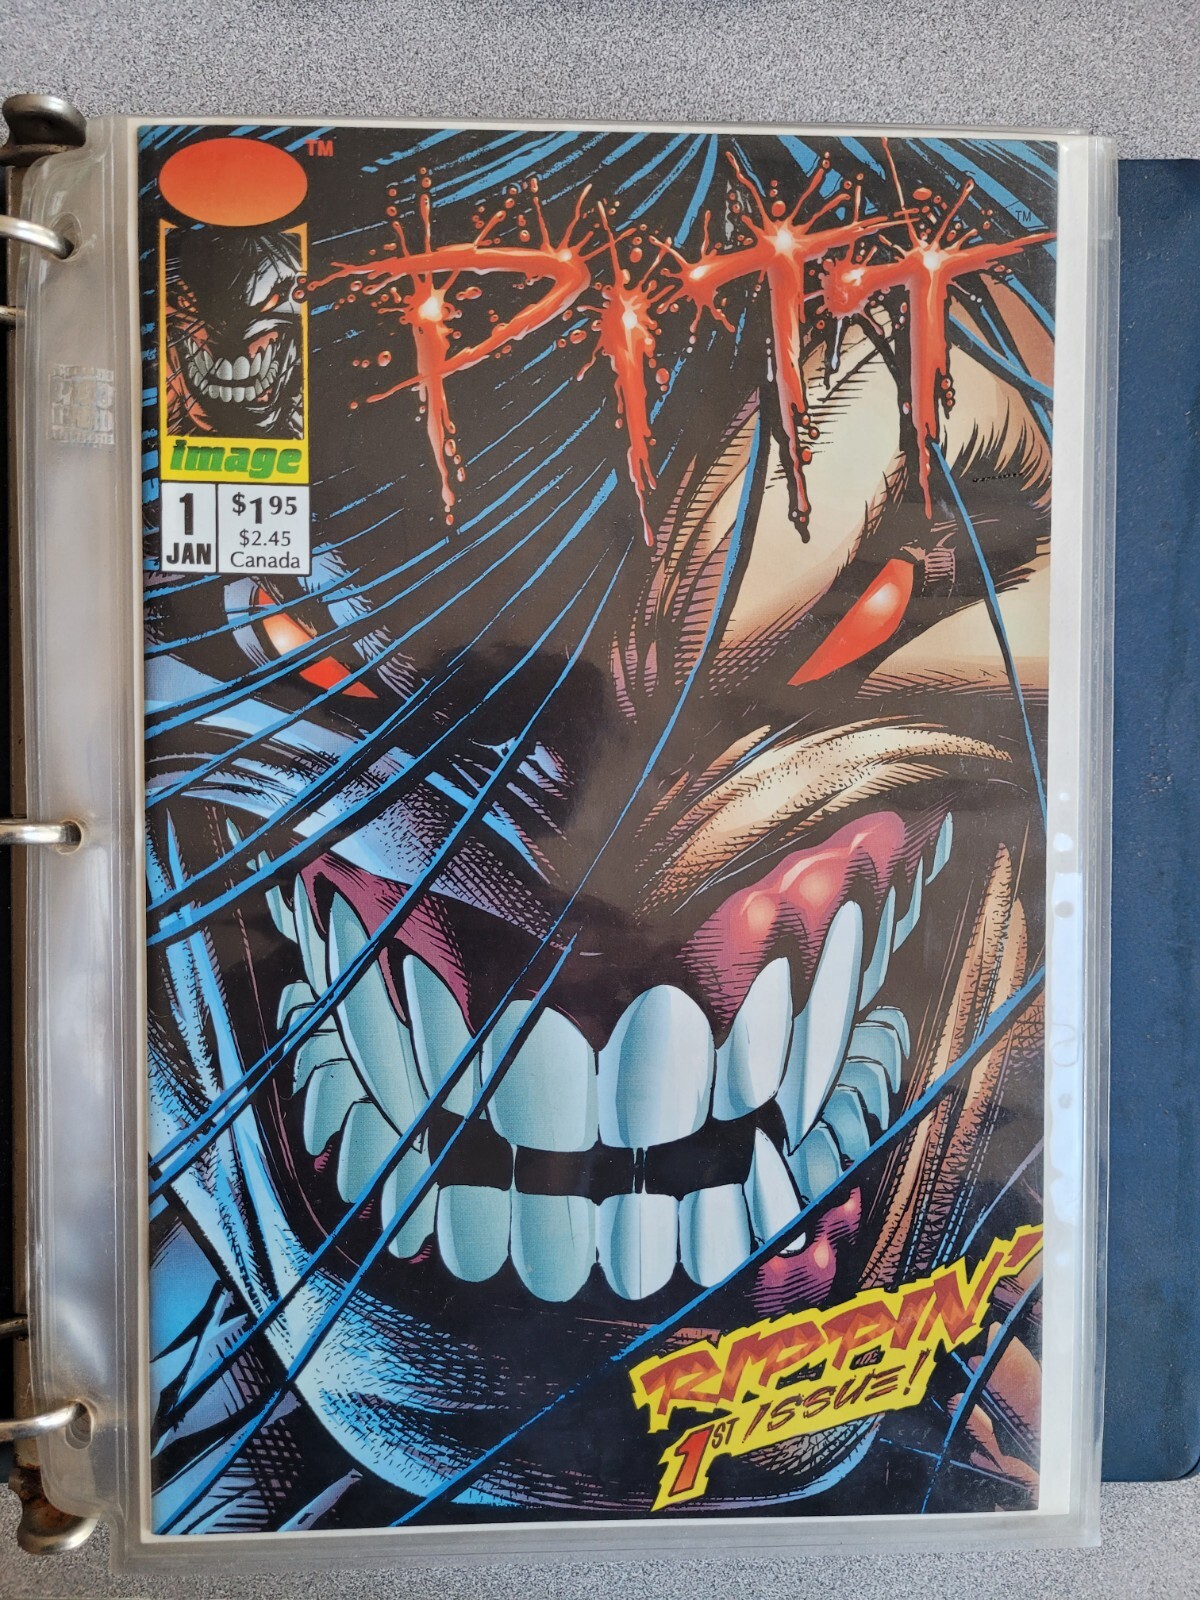 TM
PITT
TM
image
1
JAN
$1.95
$2.45
Canada
RIPPIN'
1ST ISSUE!